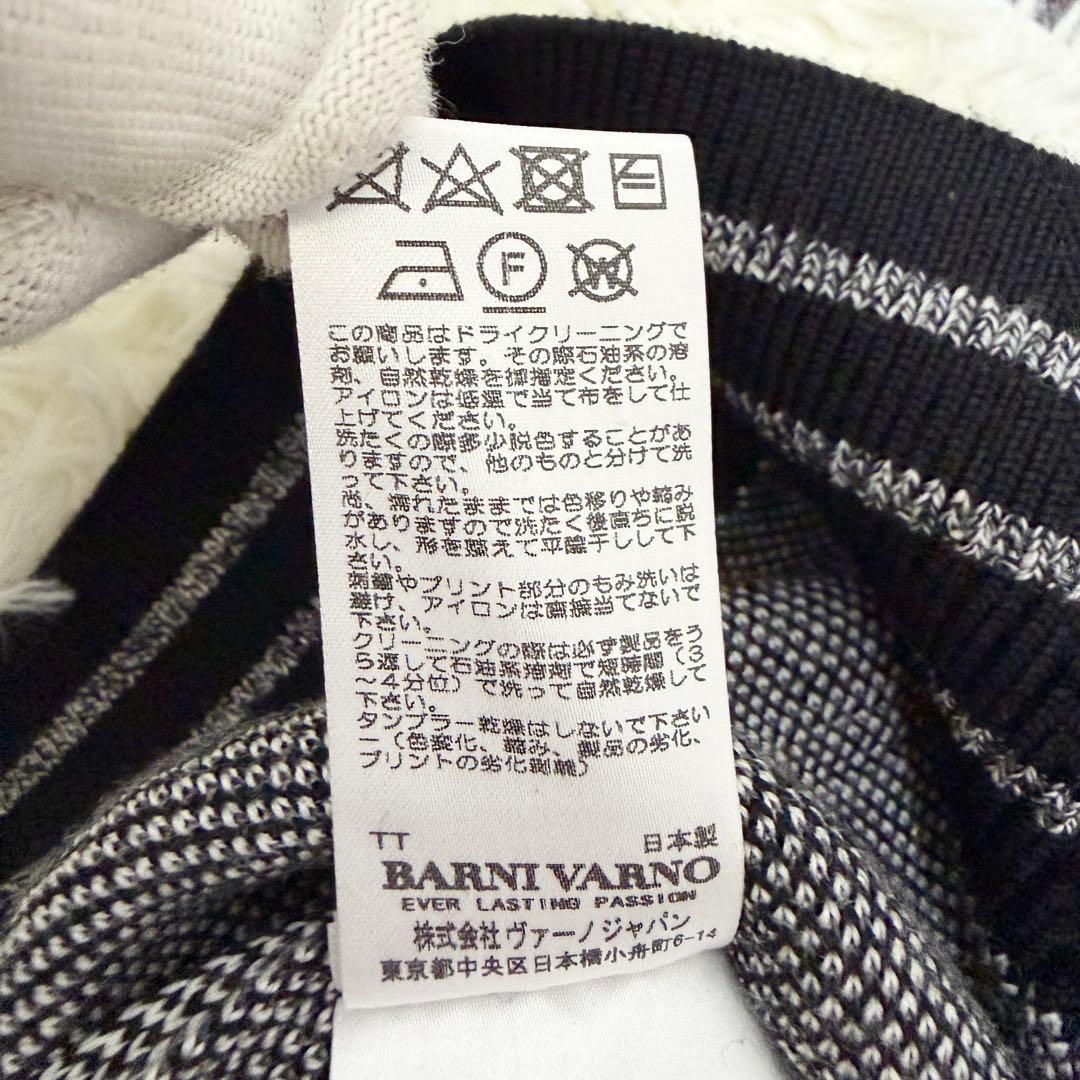 F W
この商品はドライクリーニングで
お願いします。その際石油系の溶
剤、自然乾燥を御指定ください。
アイロンは低温で当て布をして仕
上げてください。
洗たくの際多少脱色することがあ
りますので、他のものと分けて洗
って下さい。
尚、濡れたままでは色移りや縮み
がありますので洗たく後直ちに脱
水し、形を整えて平陰干しして下
さい。
刺繍やプリント部分のもみ洗いは
避け、アイロンは直接当てないで
下さい。
クリーニングの際は必ず製品をう
ら返して石油系溶剤で短時間(3
～4分位)で洗って自然乾燥して
下さい。
タンブラー乾燥はしないで下さい
ー(色変化、縮み、製品の劣化、
プリントの劣化剥離)
TT 日本製
BARNI VARNO
EVER LASTING PASSION
株式会社ヴァーノジャパン
東京都中央区日本橋小舟町6-14